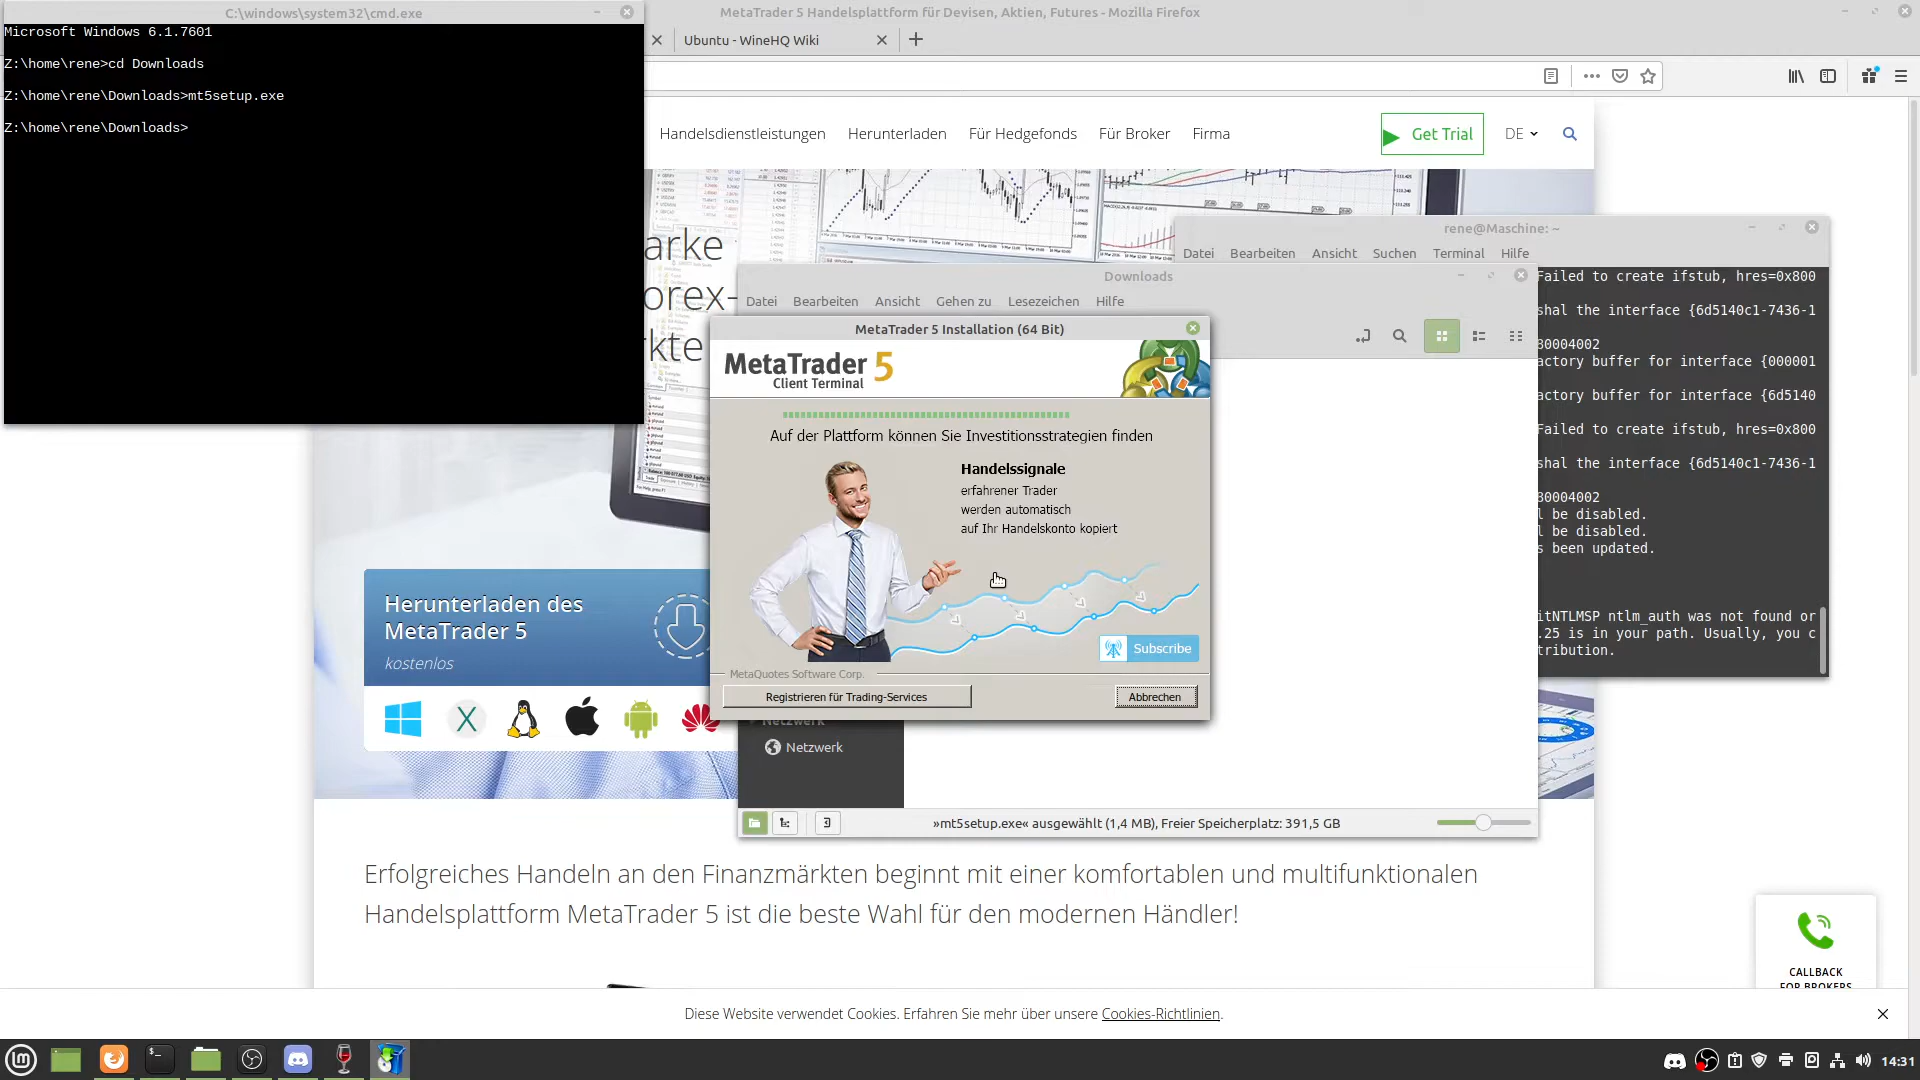 C:\windows\system32\cmd.exe
Microsoft Windows 6.1.7601
Z:\home\rene>cd Downloads
Z:\home\rene\Downloads>mt5setup.exe
Z:\home\rene\Downloads>
MetaTrader 5 Handelsplattform für Devisen, Aktien, Futures - Mozilla Firefox
Ubuntu - WineHQ Wiki
Handelsdienstleistungen
Herunterladen
Für Hedgefonds
Für Broker
Firma
Get Trial
DE
arke
orex-
kte
rene@Maschine: ~
Datei Bearbeiten Ansicht Suchen Terminal Hilfe
Failed to create ifstub, hres=0x800
shal the interface {6d5140c1-7436-1
80004002
actory buffer for interface {000001
actory buffer for interface {6d5140
Failed to create ifstub, hres=0x800
shal the interface {6d5140c1-7436-1
80004002
l be disabled.
l be disabled.
s been updated.
itNTLMSP ntlm_auth was not found or
.25 is in your path. Usually, you c
tribution.
Downloads
Datei Bearbeiten Ansicht Gehen zu Lesezeichen Hilfe
MetaTrader 5 Installation (64 Bit)
MetaTrader 5
Client Terminal
Auf der Plattform können Sie Investitionsstrategien finden
Handelssignale
erfahrener Trader
werden automatisch
auf Ihr Handelskonto kopiert
Subscribe
MetaQuotes Software Corp.
Registrieren für Trading-Services
Abbrechen
Netzwerk
Netzwerk
»mt5setup.exe« ausgewählt (1,4 MB), Freier Speicherplatz: 391,5 GB
Herunterladen des
MetaTrader 5
kostenlos
Erfolgreiches Handeln an den Finanzmärkten beginnt mit einer komfortablen und multifunktionalen
Handelsplattform MetaTrader 5 ist die beste Wahl für den modernen Händler!
CALLBACK
FOR BROKERS
Diese Website verwendet Cookies. Erfahren Sie mehr über unsere Cookies-Richtlinien.
14:31